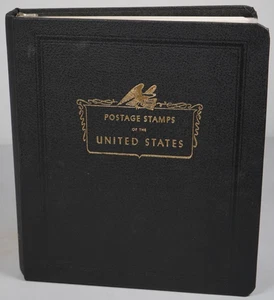 POSTAGE STAMPS
OF THE
UNITED STATES